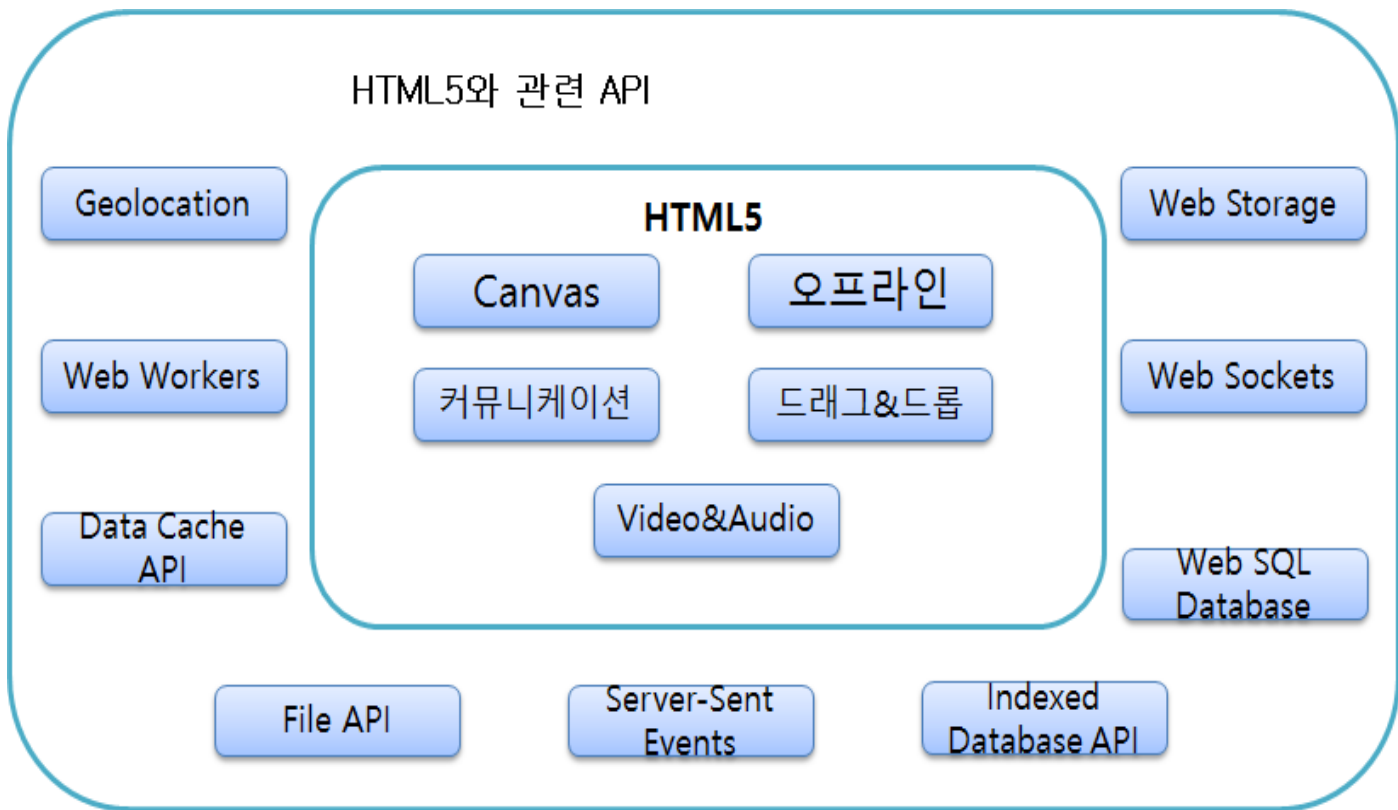 HTML5와 관련 API
Geolocation
HTML5
Web Storage
Canvas
오프라인
Web Workers
커뮤니케이션
드래그&드롭
Web Sockets
Data Cache
API
Video&Audio
Web SQL
Database
File API
Server-Sent
Events
Indexed
Database API